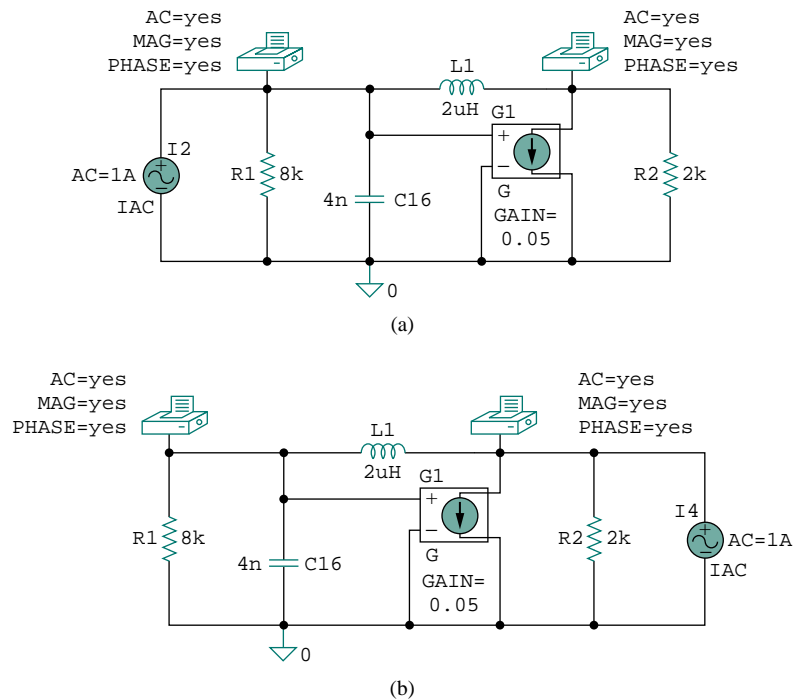 AC=yes
MAG=yes
PHASE=yes
AC=yes
MAG=yes
PHASE=yes
L1
2uH
G1
+
−
G
GAIN=
0.05
I2
+
−
AC=1A
IAC
R1
8k
4n
C16
R2
2k
0
(a)
AC=yes
MAG=yes
PHASE=yes
AC=yes
MAG=yes
PHASE=yes
L1
2uH
G1
+
−
G
GAIN=
0.05
R1
8k
4n
C16
R2
2k
I4
+
−
AC=1A
IAC
0
(b)